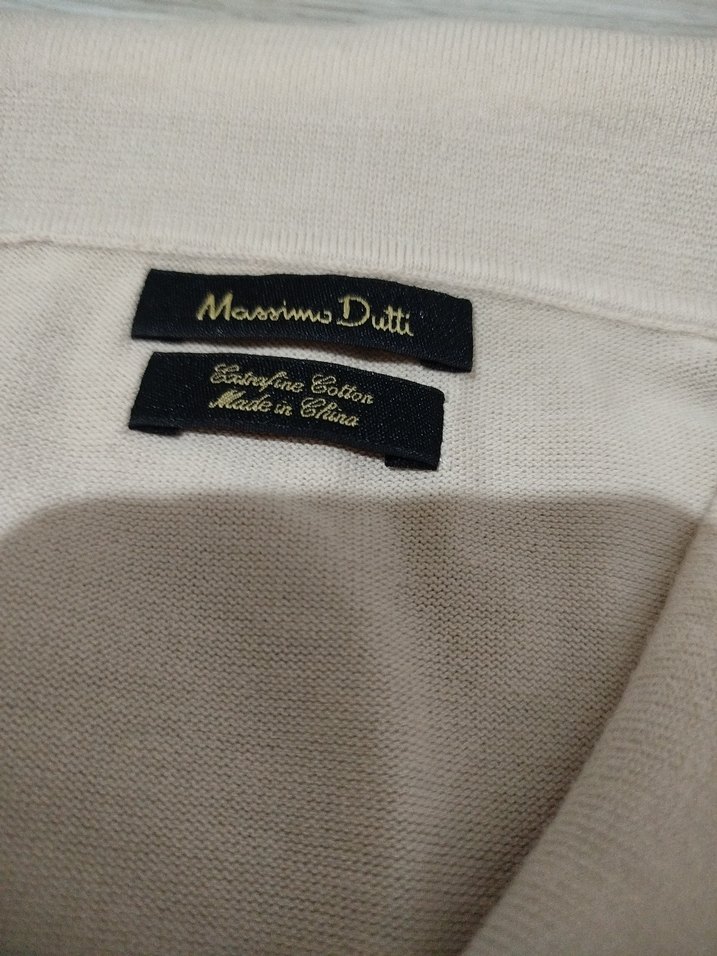 Massimo Dutti
Extrafine Cotton
Made in China